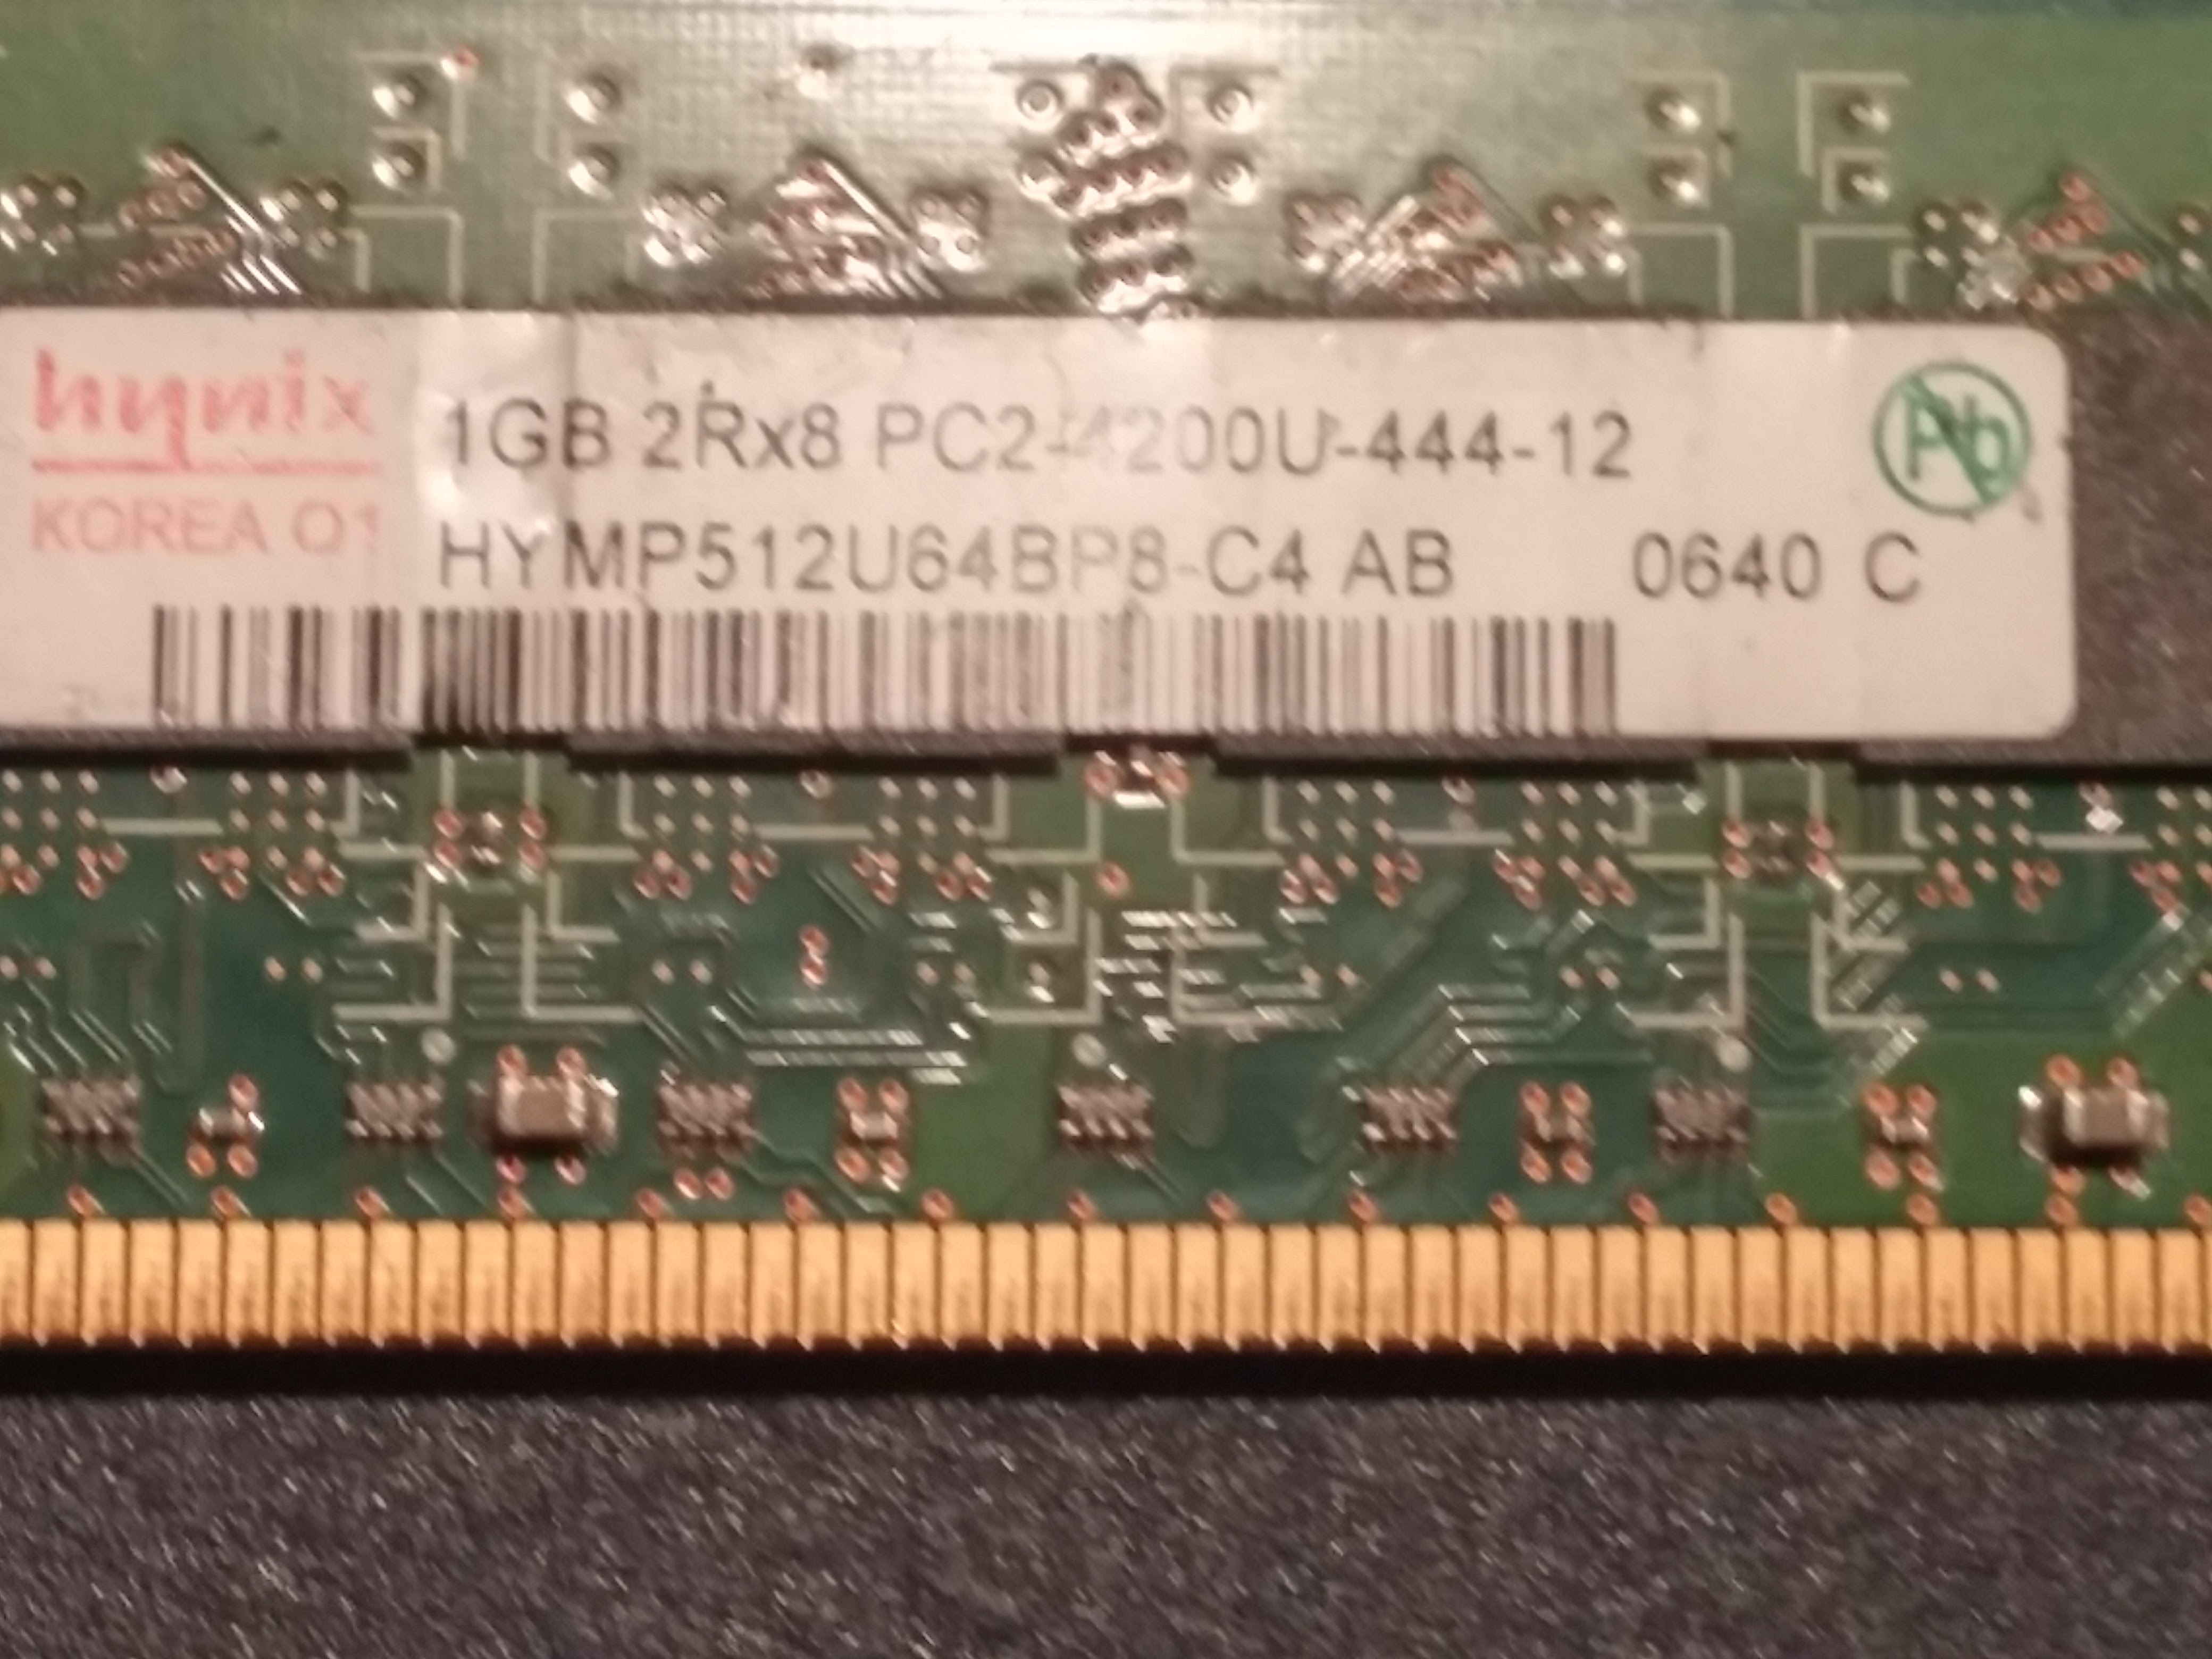 hynix
KOREA 01
1GB 2Rx8 PC2-4200U-444-12
HYMP512U64BP8-C4 AB 0640 C
Pb